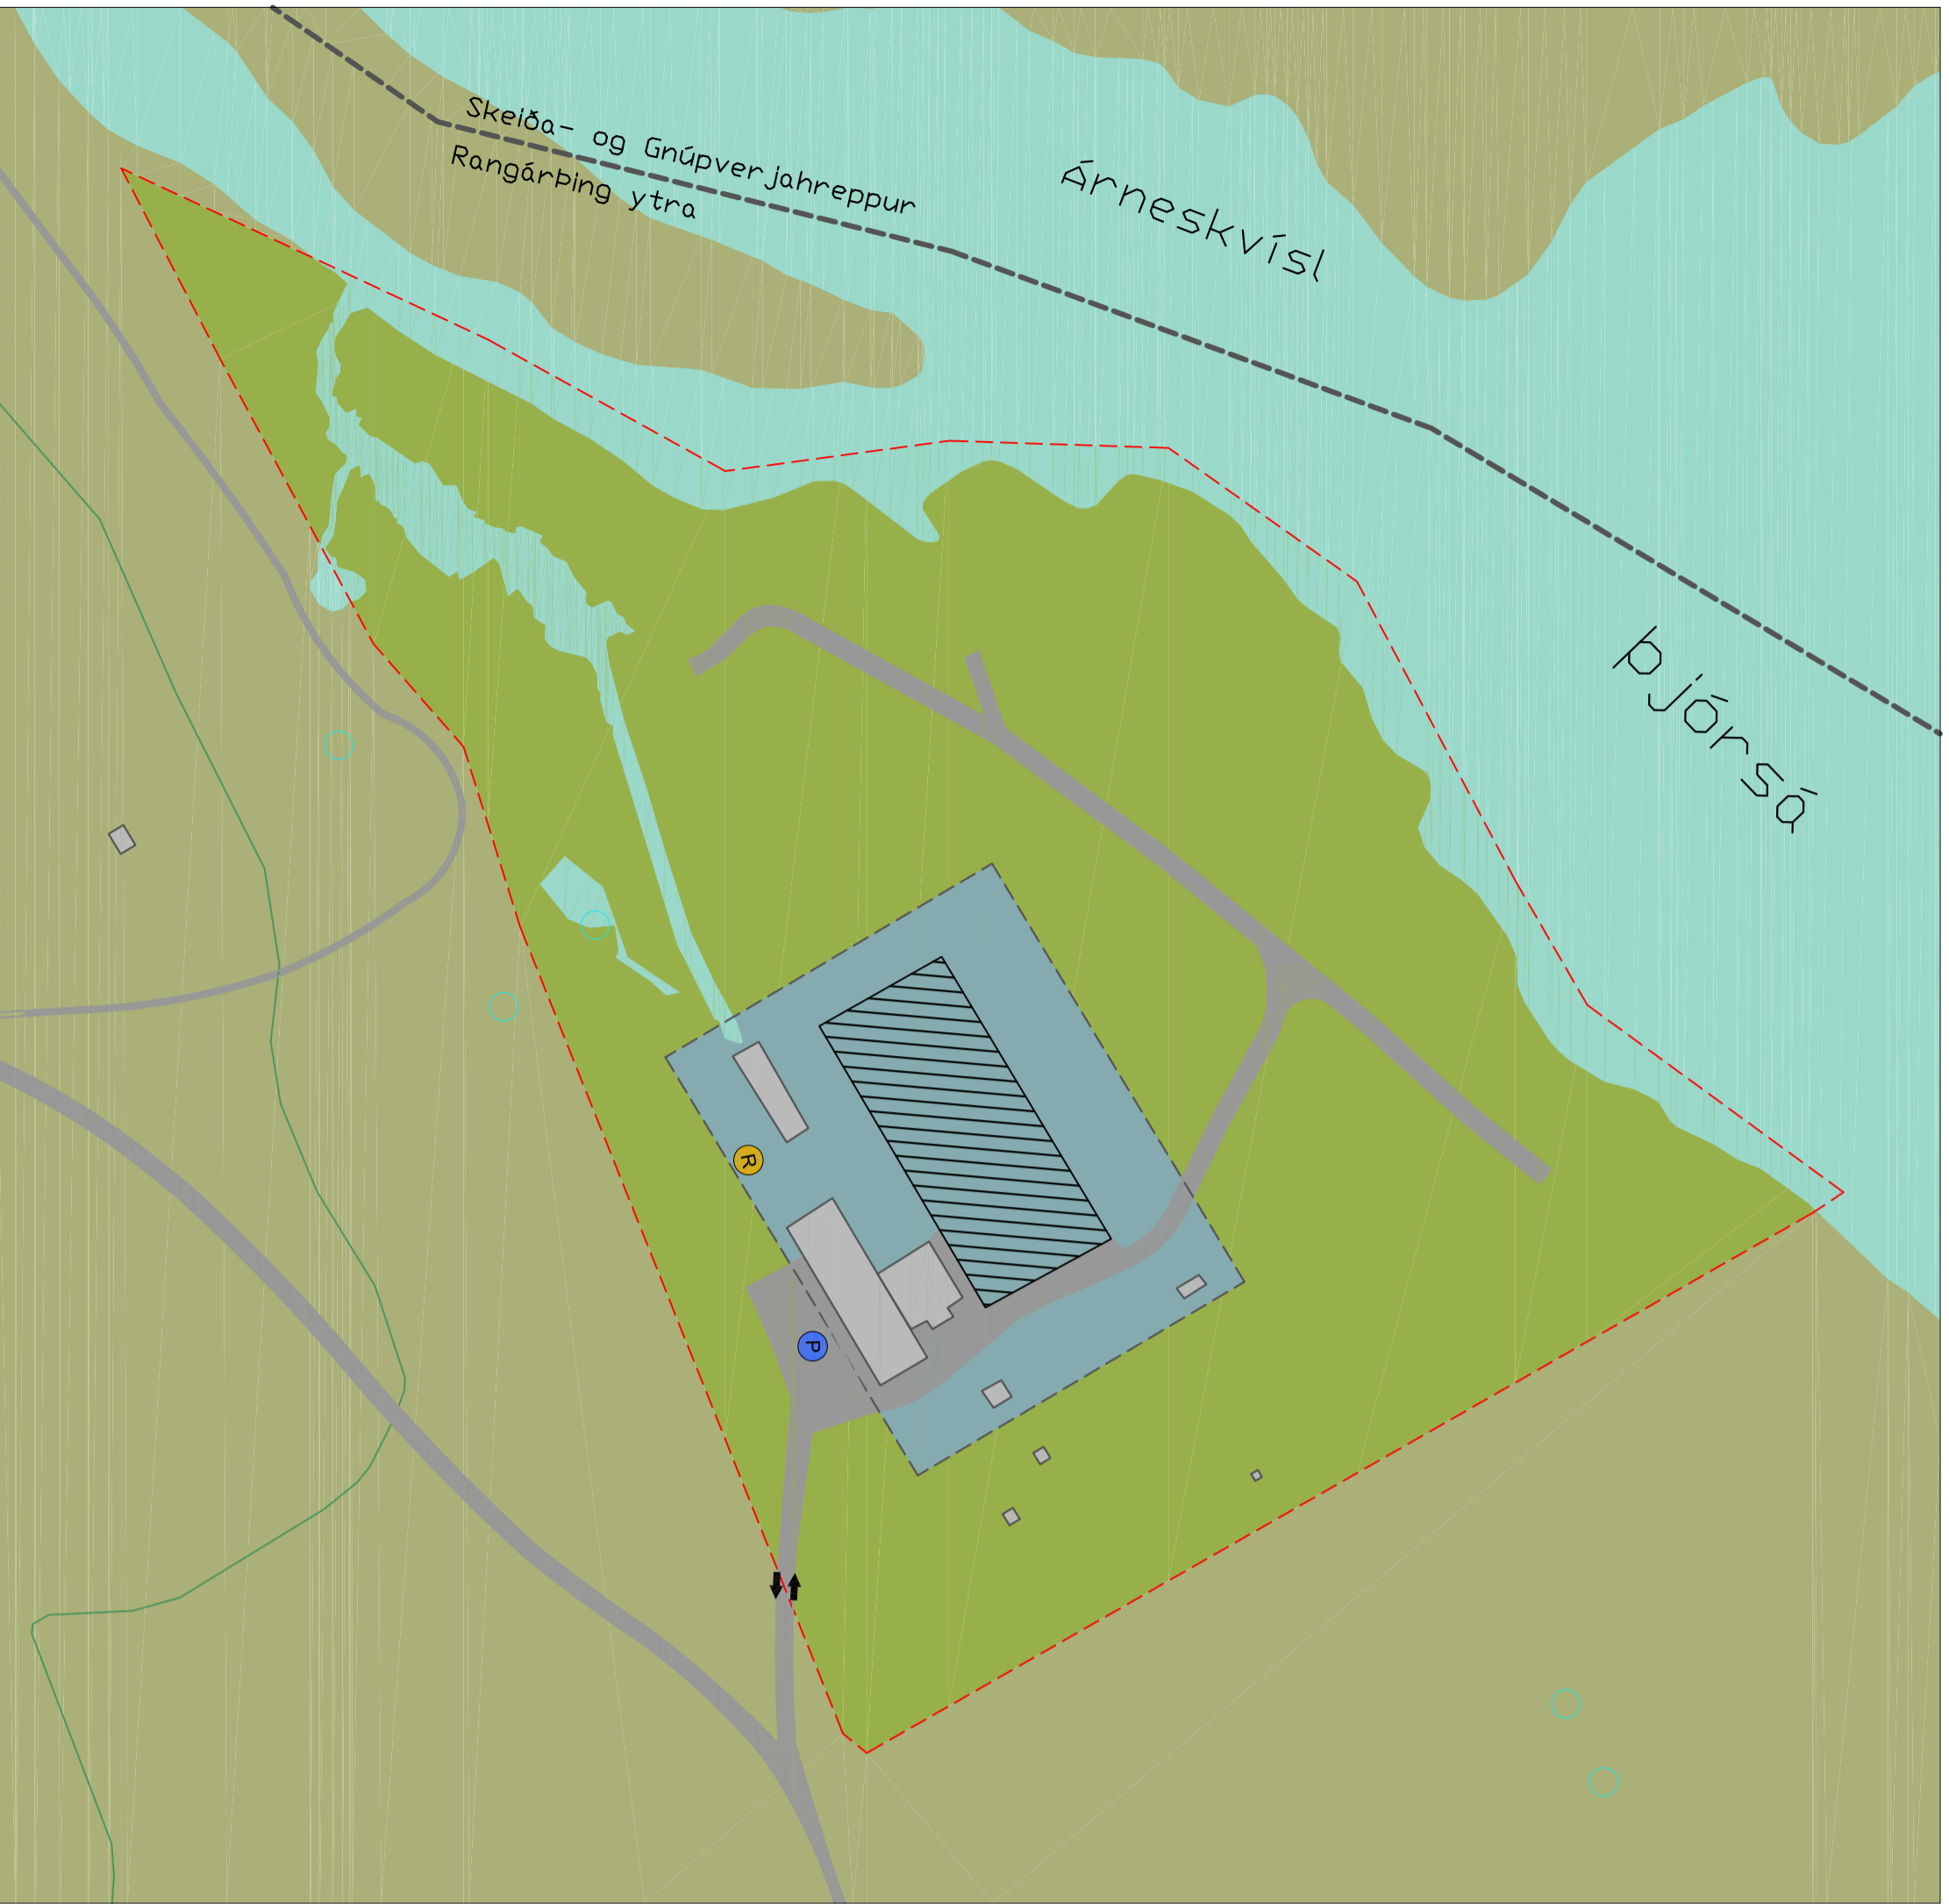 Skeiða- og Gnúpverjahreppur
Rangárþing ytra
Árneskvísl
Þjórsá
R
P